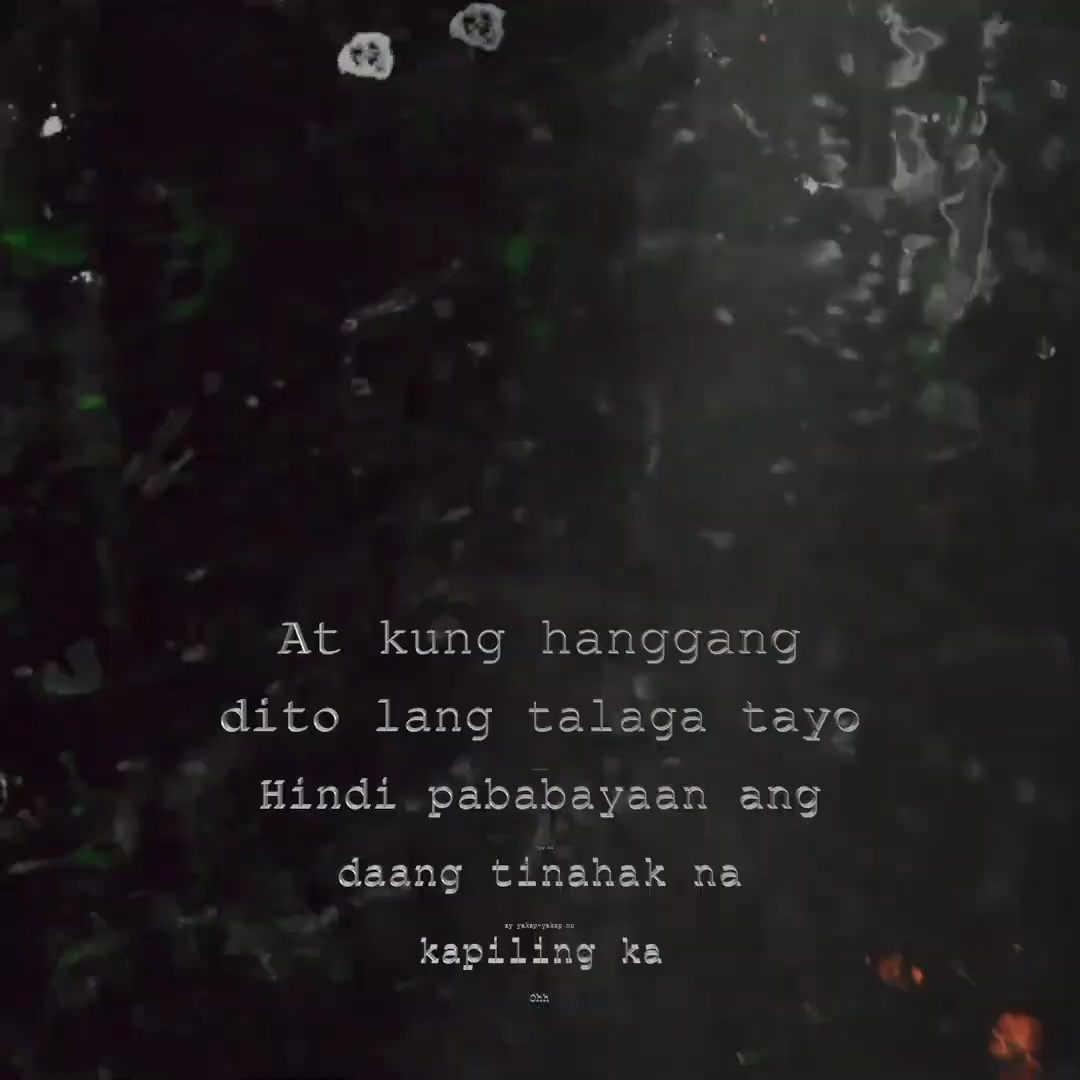 At kung hanggang
dito lang talaga tayo
Hindi pababayaan ang
daang tinahak na
ay yakap-yakap mo
kapiling ka
Ohh